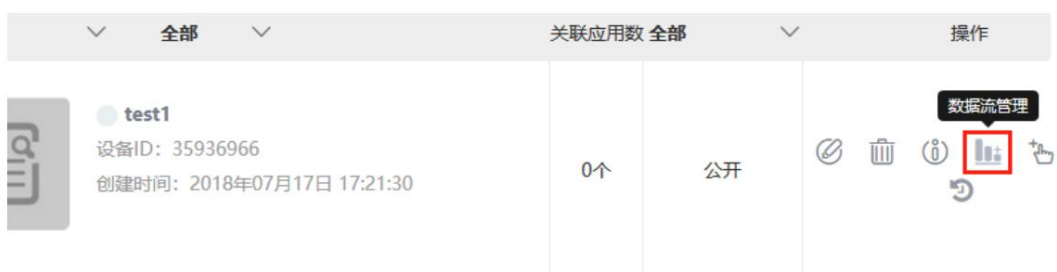 全部 关联应用数 全部 操作
数据流管理
test1
设备ID：35936966
创建时间：2018年07月17日 17:21:30
0个
公开